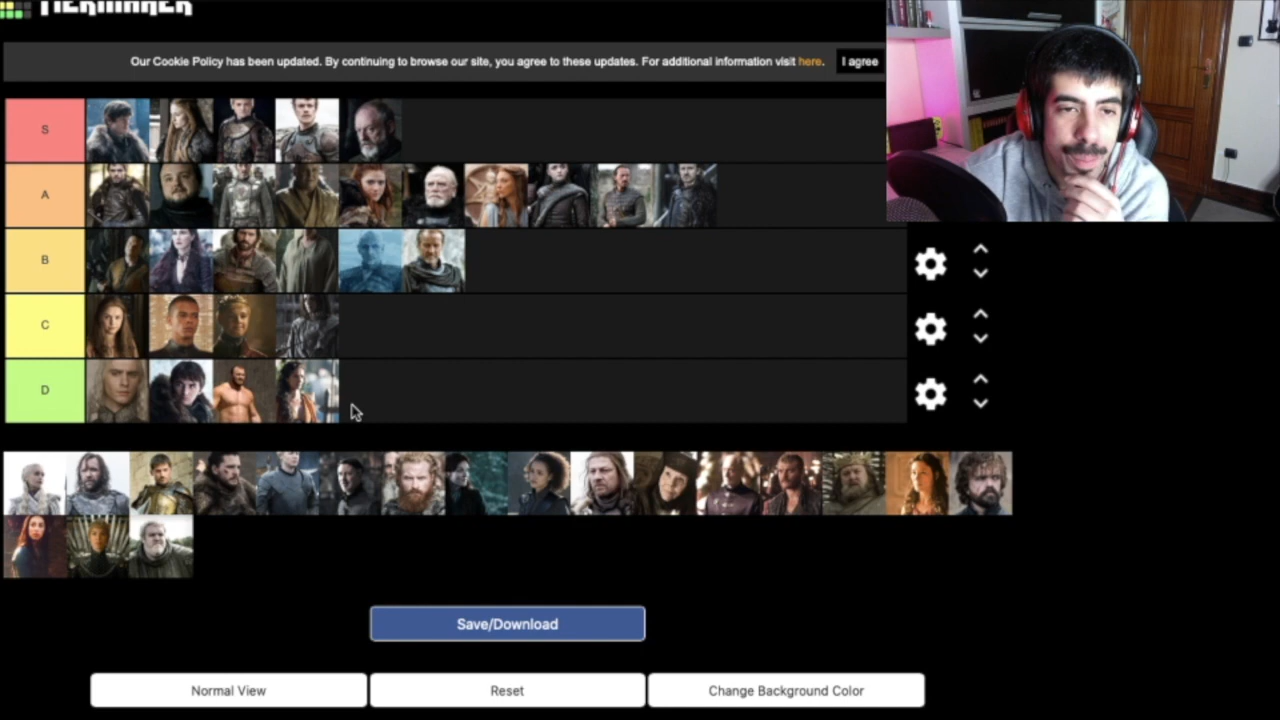 TIERMAKER
Our Cookie Policy has been updated. By continuing to browse our site, you agree to these updates. For additional information visit here.
I agree
S
A
B
C
D
Save/Download
Normal View
Reset
Change Background Color